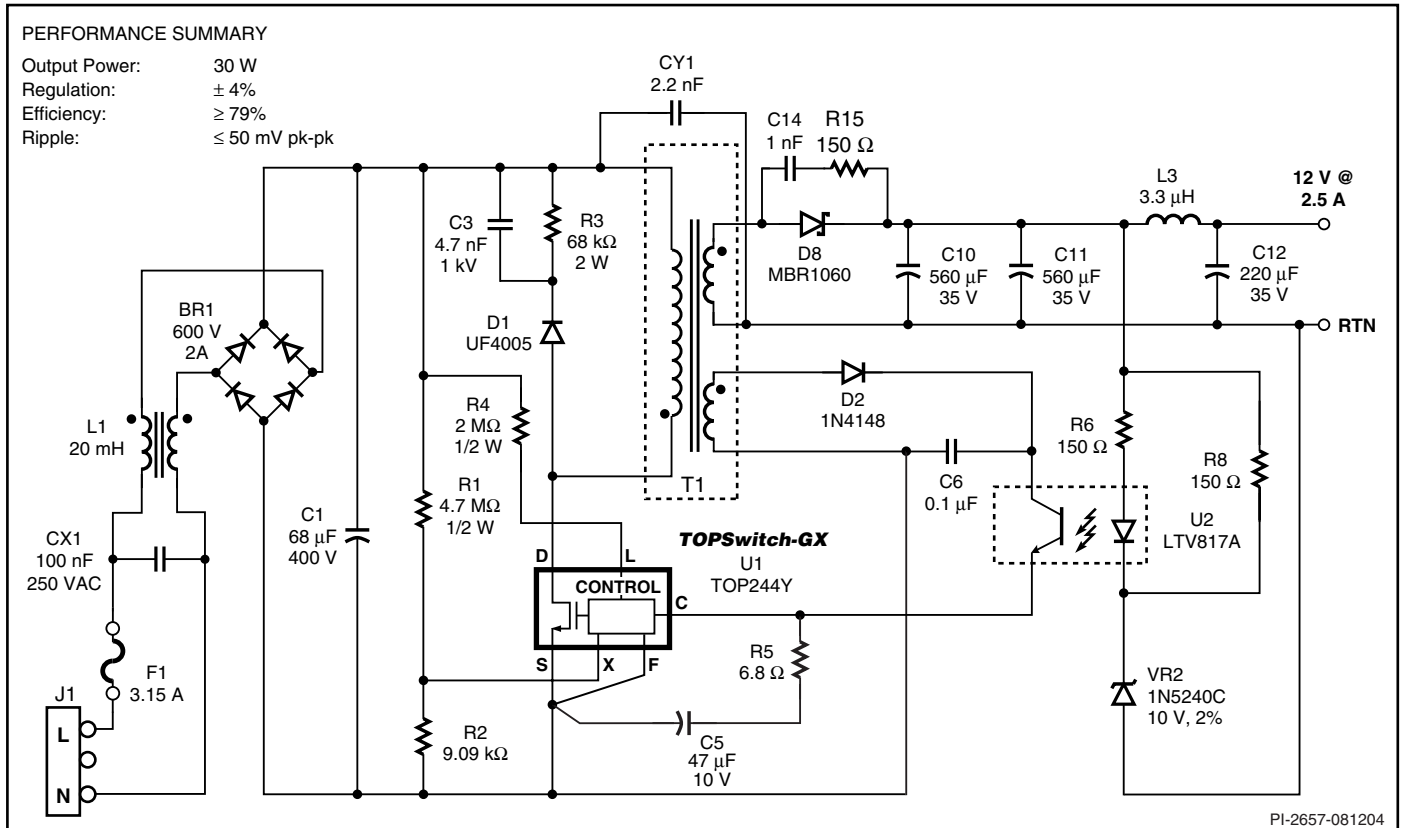 PERFORMANCE SUMMARY
Output Power: 30 W
Regulation: ± 4%
Efficiency: ≥ 79%
Ripple: ≤ 50 mV pk-pk
CY1
2.2 nF
C14
1 nF
R15
150 Ω
L3
3.3 µH
12 V @
2.5 A
C3
4.7 nF
1 kV
R3
68 kΩ
2 W
D8
MBR1060
C10
560 µF
35 V
C11
560 µF
35 V
C12
220 µF
35 V
RTN
BR1
600 V
2A
D1
UF4005
D2
1N4148
L1
20 mH
R4
2 MΩ
1/2 W
R6
150 Ω
R8
150 Ω
T1
C6
0.1 µF
R1
4.7 MΩ
1/2 W
C1
68 µF
400 V
CX1
100 nF
250 VAC
U2
LTV817A
TOPSwitch-GX
U1
TOP244Y
D
L
CONTROL
C
S
X
F
R5
6.8 Ω
VR2
1N5240C
10 V, 2%
F1
3.15 A
J1
L
N
R2
9.09 kΩ
C5
47 µF
10 V
PI-2657-081204